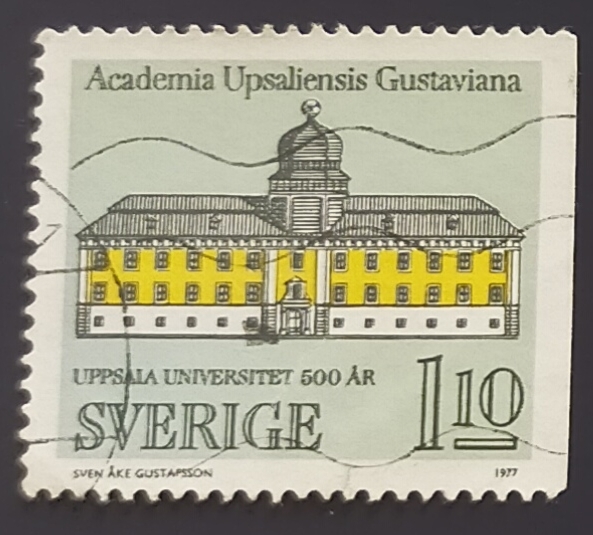 Academia Upsaliensis Gustaviana
UPPSALA UNIVERSITET 500 ÅR
SVERIGE 1 10
SVEN ÅKE GUSTAFSSON 1977